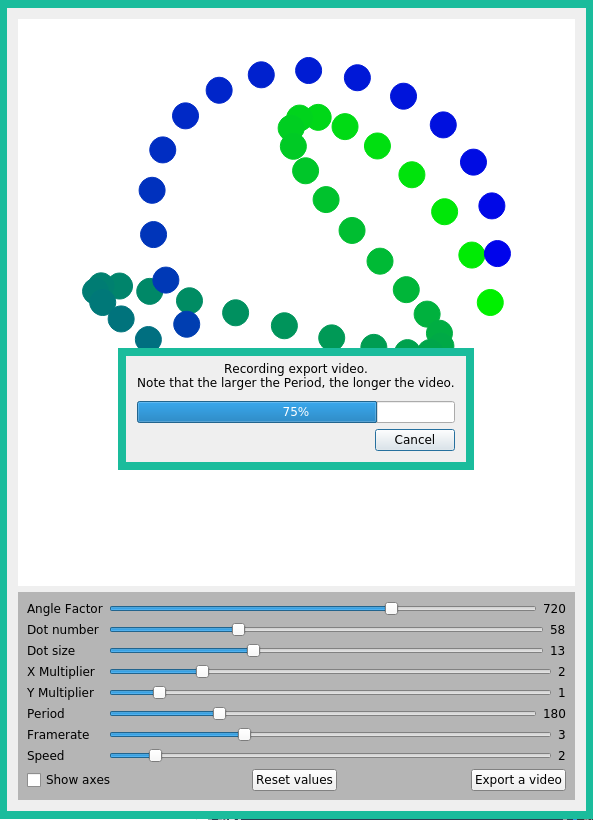 Recording export video.
Note that the larger the Period, the longer the video.
75%
Cancel
Angle Factor 720
Dot number 58
Dot size 13
X Multiplier 2
Y Multiplier 1
Period 180
Framerate 3
Speed 2
Show axes Reset values Export a video